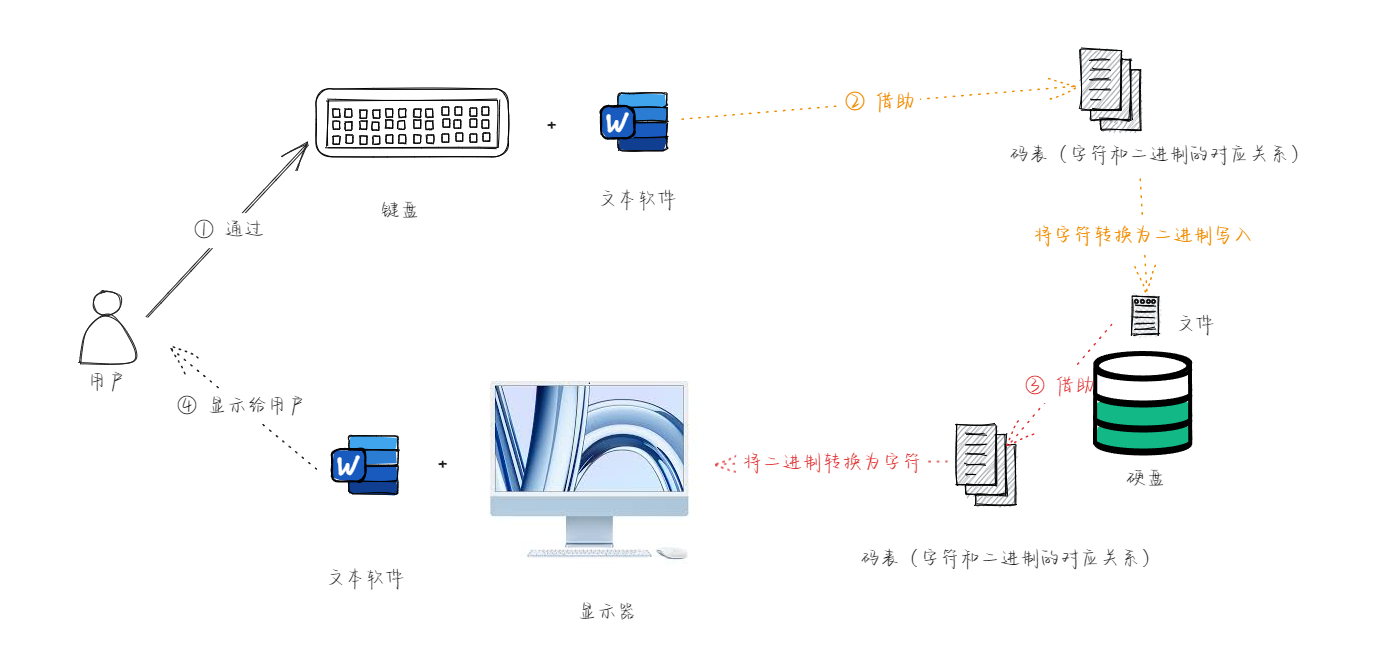 ② 借助
W
码表（字符和二进制的对应关系）
+
文本软件
键盘
① 通过
将字符转换为二进制写入
文件
用户
③ 借助
④ 显示给用户
W
+
将二进制转换为字符
硬盘
码表（字符和二进制的对应关系）
文本软件
显示器